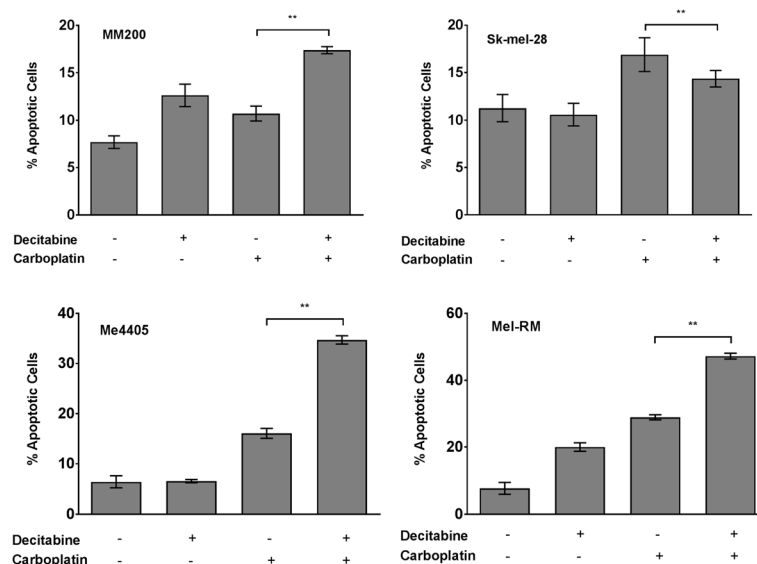 MM200
**
% Apoptotic Cells
20
15
10
5
0
Decitabine - + - +
Carboplatin - - + +
Sk-mel-28
**
% Apoptotic Cells
20
15
10
5
0
Decitabine - + - +
Carboplatin - - + +
Me4405
**
% Apoptotic Cells
40
30
20
10
0
Decitabine - + - +
Carboplatin - - + +
Mel-RM
**
% Apoptotic Cells
60
40
20
0
Decitabine - + - +
Carboplatin - - + +